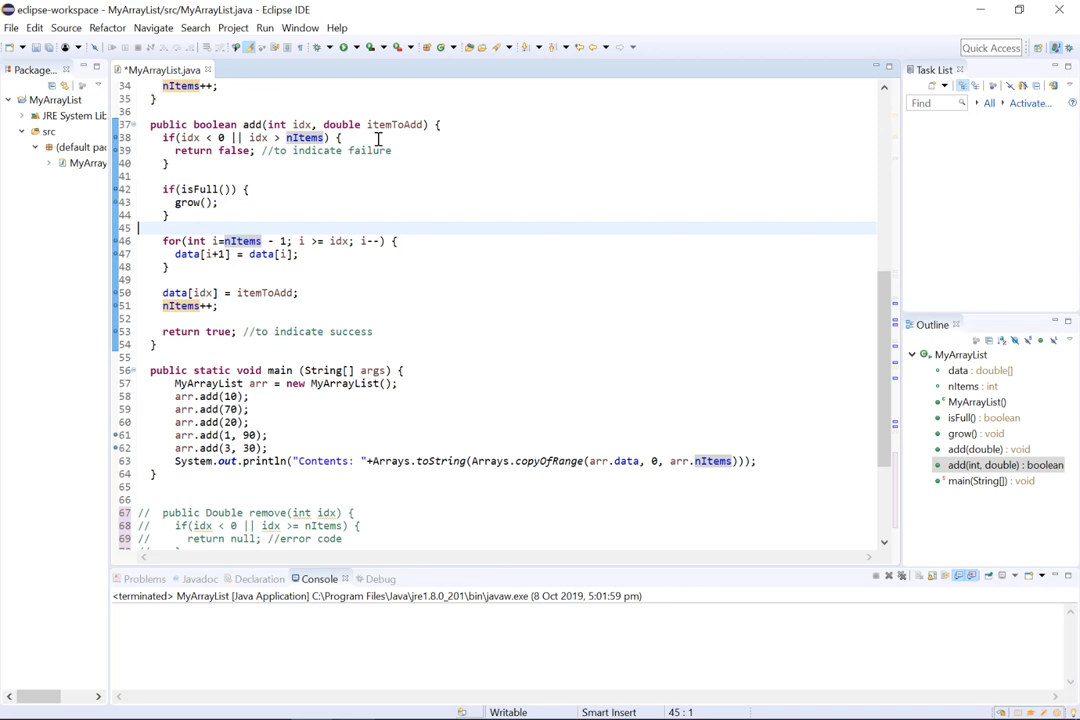 eclipse-workspace - MyArrayList/src/MyArrayList.java - Eclipse IDE
File Edit Source Refactor Navigate Search Project Run Window Help
Quick Access
Package...
*MyArrayList.java
Task List
MyArrayList
JRE System Lib
src
(default pac
MyArray
Find
All
Activate...
34 nItems++;
35 }
36
37 public boolean add(int idx, double itemToAdd) {
38 if(idx < 0 || idx > nItems) {
39 return false; //to indicate failure
40 }
41
42 if(isFull()) {
43 grow();
44 }
45
46 for(int i=nItems - 1; i >= idx; i--) {
47 data[i+1] = data[i];
48 }
49
50 data[idx] = itemToAdd;
51 nItems++;
52
53 return true; //to indicate success
54 }
55
56 public static void main (String[] args) {
57 MyArrayList arr = new MyArrayList();
58 arr.add(10);
59 arr.add(70);
60 arr.add(20);
61 arr.add(1, 90);
62 arr.add(3, 30);
63 System.out.println("Contents: "+Arrays.toString(Arrays.copyOfRange(arr.data, 0, arr.nItems)));
64 }
65
66
67 // public Double remove(int idx) {
68 // if(idx < 0 || idx >= nItems) {
69 // return null; //error code
Outline
MyArrayList
data : double[]
nItems : int
MyArrayList()
isFull() : boolean
grow() : void
add(double) : void
add(int, double) : boolean
main(String[]) : void
Problems Javadoc Declaration Console Debug
<terminated> MyArrayList [Java Application] C:\Program Files\Java\jre1.8.0_201\bin\javaw.exe (8 Oct 2019, 5:01:59 pm)
Writable
Smart Insert
45 : 1